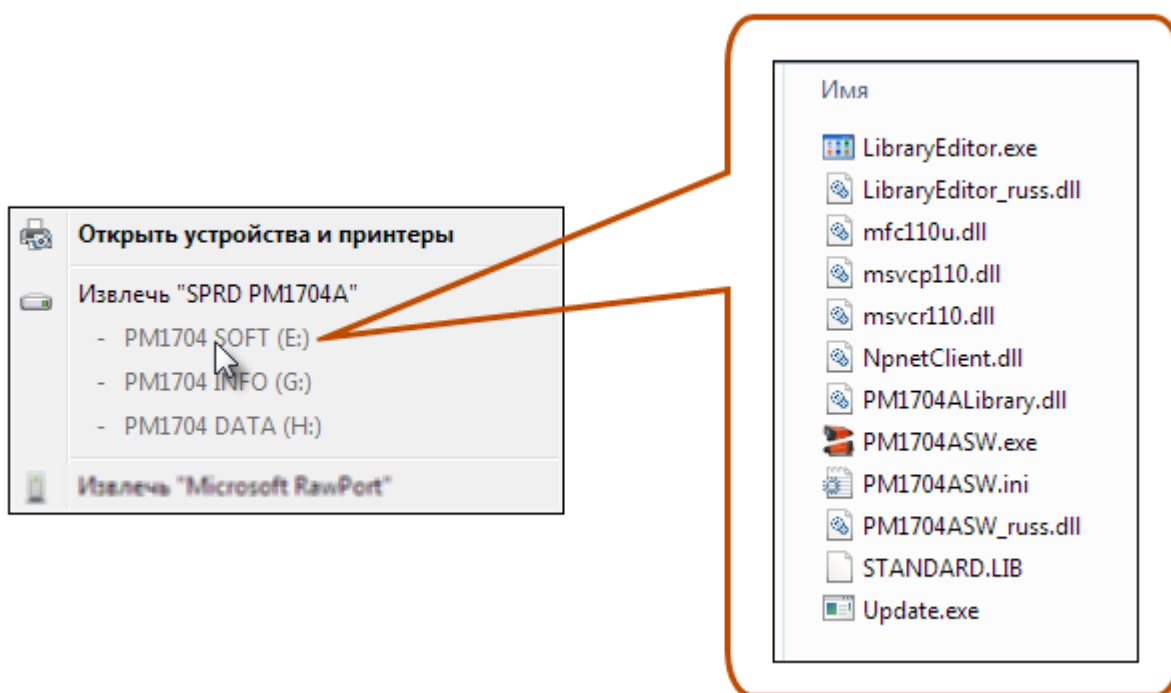 Открыть устройства и принтеры
Извлечь "SPRD PM1704A"
- PM1704 SOFT (E:)
- PM1704 INFO (G:)
- PM1704 DATA (H:)
Извлечь "Microsoft RawPort"
Имя
LibraryEditor.exe
LibraryEditor_russ.dll
mfc110u.dll
msvcp110.dll
msvcr110.dll
NpnetClient.dll
PM1704ALibrary.dll
PM1704ASW.exe
PM1704ASW.ini
PM1704ASW_russ.dll
STANDARD.LIB
Update.exe